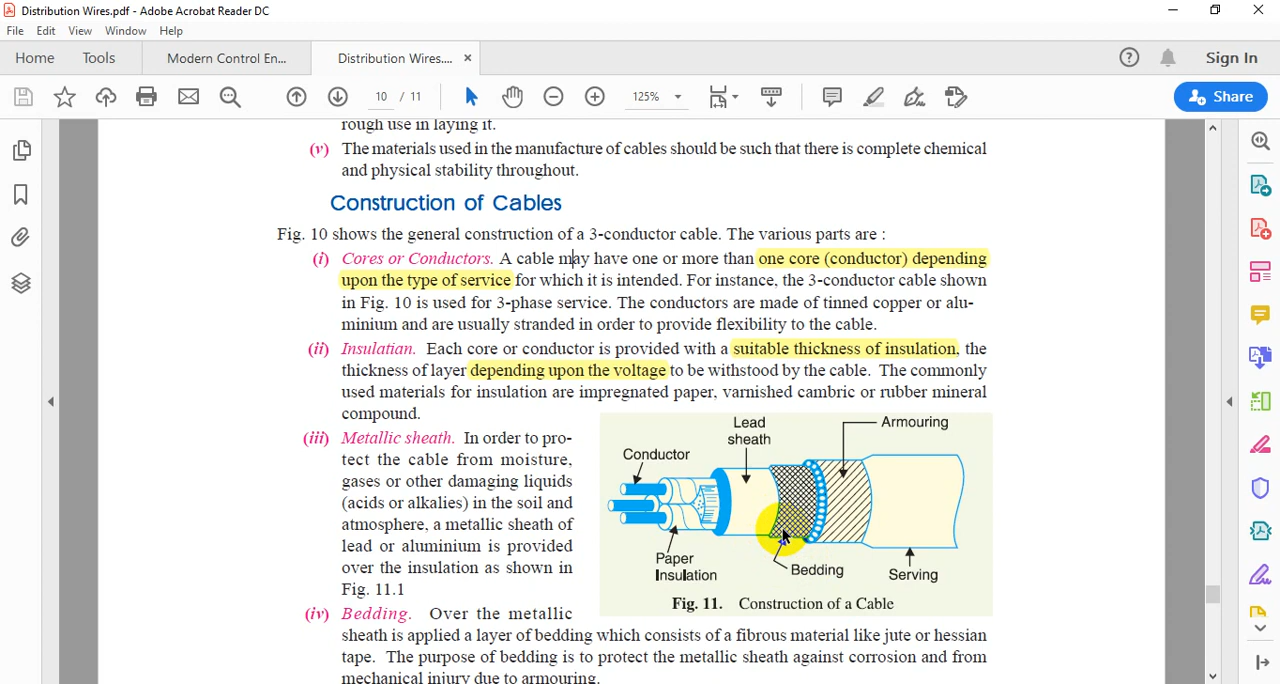 Distribution Wires.pdf - Adobe Acrobat Reader DC
File Edit View Window Help
Home Tools Modern Control En... Distribution Wires.... × Sign In
10 / 11 125% Share
rough use in laying it.
(v) The materials used in the manufacture of cables should be such that there is complete chemical
and physical stability throughout.
Construction of Cables
Fig. 10 shows the general construction of a 3-conductor cable. The various parts are :
(i) Cores or Conductors. A cable may have one or more than one core (conductor) depending
upon the type of service for which it is intended. For instance, the 3-conductor cable shown
in Fig. 10 is used for 3-phase service. The conductors are made of tinned copper or alu-
minium and are usually stranded in order to provide flexibility to the cable.
(ii) Insulatian. Each core or conductor is provided with a suitable thickness of insulation, the
thickness of layer depending upon the voltage to be withstood by the cable. The commonly
used materials for insulation are impregnated paper, varnished cambric or rubber mineral
compound.
(iii) Metallic sheath. In order to pro-
tect the cable from moisture,
gases or other damaging liquids
(acids or alkalies) in the soil and
atmosphere, a metallic sheath of
lead or aluminium is provided
over the insulation as shown in
Fig. 11.1
Lead
sheath
Armouring
Conductor
Paper
Insulation
Bedding
Serving
Fig. 11. Construction of a Cable
(iv) Bedding. Over the metallic
sheath is applied a layer of bedding which consists of a fibrous material like jute or hessian
tape. The purpose of bedding is to protect the metallic sheath against corrosion and from
mechanical injury due to armouring.